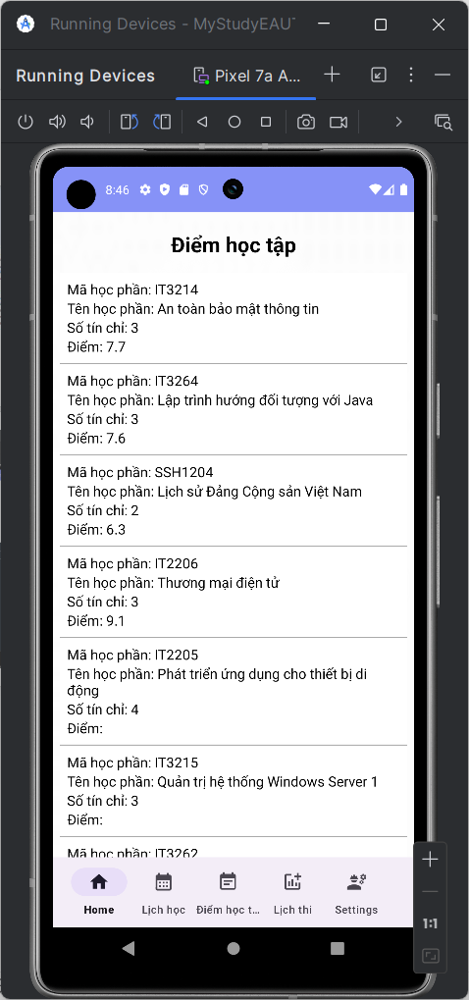 Running Devices - MyStudyEAUT
Running Devices
Pixel 7a A...
8:46
Điểm học tập
Mã học phần: IT3214
Tên học phần: An toàn bảo mật thông tin
Số tín chỉ: 3
Điểm: 7.7
Mã học phần: IT3264
Tên học phần: Lập trình hướng đối tượng với Java
Số tín chỉ: 3
Điểm: 7.6
Mã học phần: SSH1204
Tên học phần: Lịch sử Đảng Cộng sản Việt Nam
Số tín chỉ: 2
Điểm: 6.3
Mã học phần: IT2206
Tên học phần: Thương mại điện tử
Số tín chỉ: 3
Điểm: 9.1
Mã học phần: IT2205
Tên học phần: Phát triển ứng dụng cho thiết bị di
động
Số tín chỉ: 4
Điểm:
Mã học phần: IT3215
Tên học phần: Quản trị hệ thống Windows Server 1
Số tín chỉ: 3
Điểm:
Mã học phần: IT3262
Home
Lịch học
Điểm học t...
Lịch thi
Settings
1:1